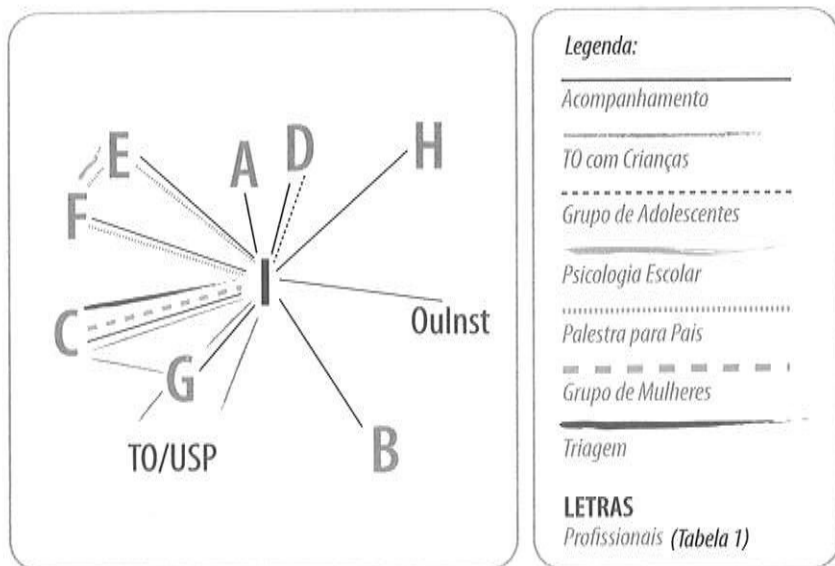 E
A
D
H
F
I
OuInst
C
G
TO/USP
B
Legenda:
Acompanhamento
TO com Crianças
Grupo de Adolescentes
Psicologia Escolar
Palestra para Pais
Grupo de Mulheres
Triagem
LETRAS
Profissionais (Tabela 1)